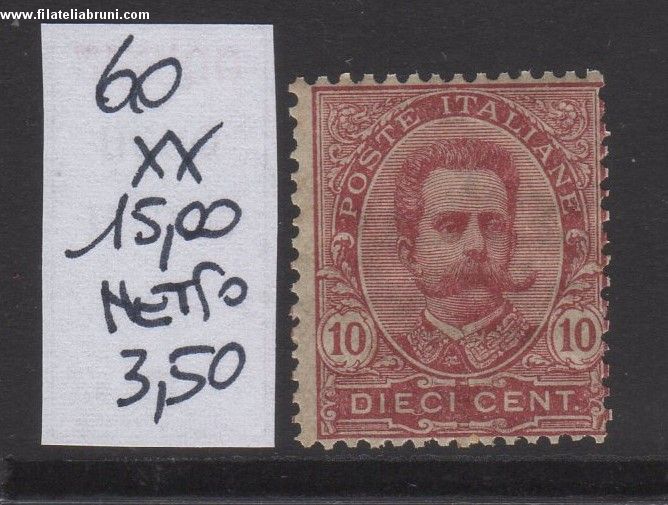 www.filateliabruni.com
60
XX
15,00
NETTO
3,50
POSTE ITALIANE
10 10
DIECI CENT.